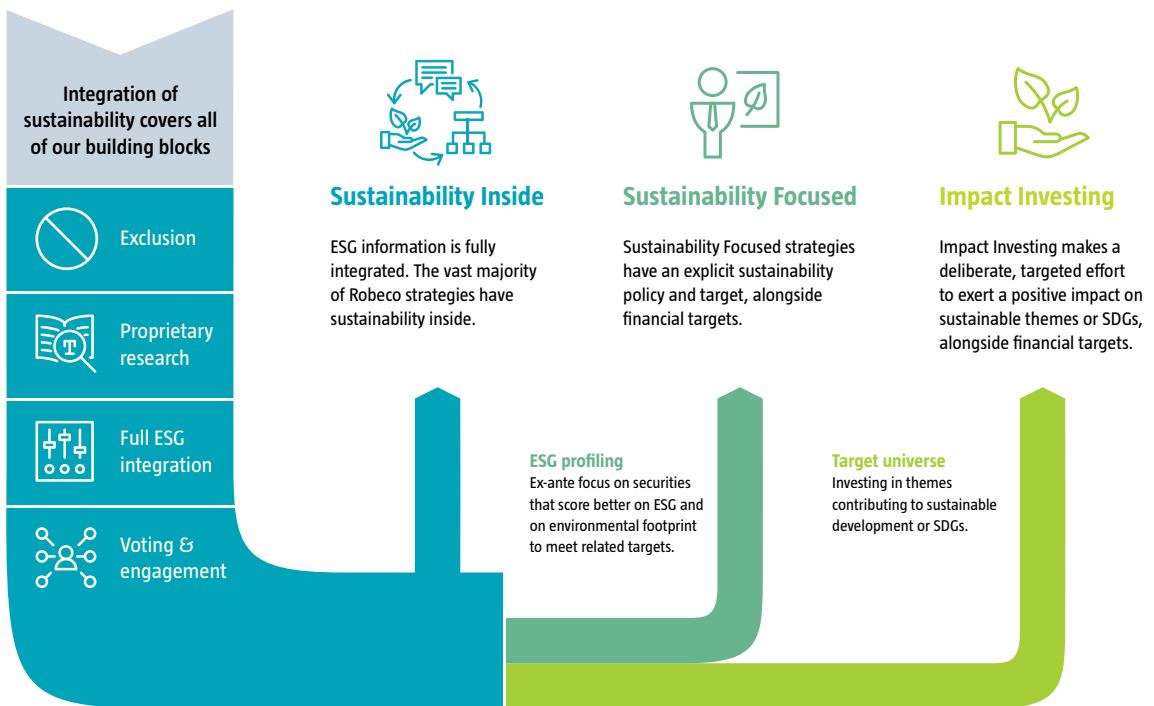 Integration of
sustainability covers all
of our building blocks
Exclusion
Proprietary
research
T
Full ESG
integration
Voting &
engagement
Sustainability Inside
ESG information is fully
integrated. The vast majority
of Robeco strategies have
sustainability inside.
Sustainability Focused
Sustainability Focused strategies
have an explicit sustainability
policy and target, alongside
financial targets.
Impact Investing
Impact Investing makes a
deliberate, targeted effort
to exert a positive impact on
sustainable themes or SDGs,
alongside financial targets.
ESG profiling
Ex-ante focus on securities
that score better on ESG and
on environmental footprint
to meet related targets.
Target universe
Investing in themes
contributing to sustainable
development or SDGs.